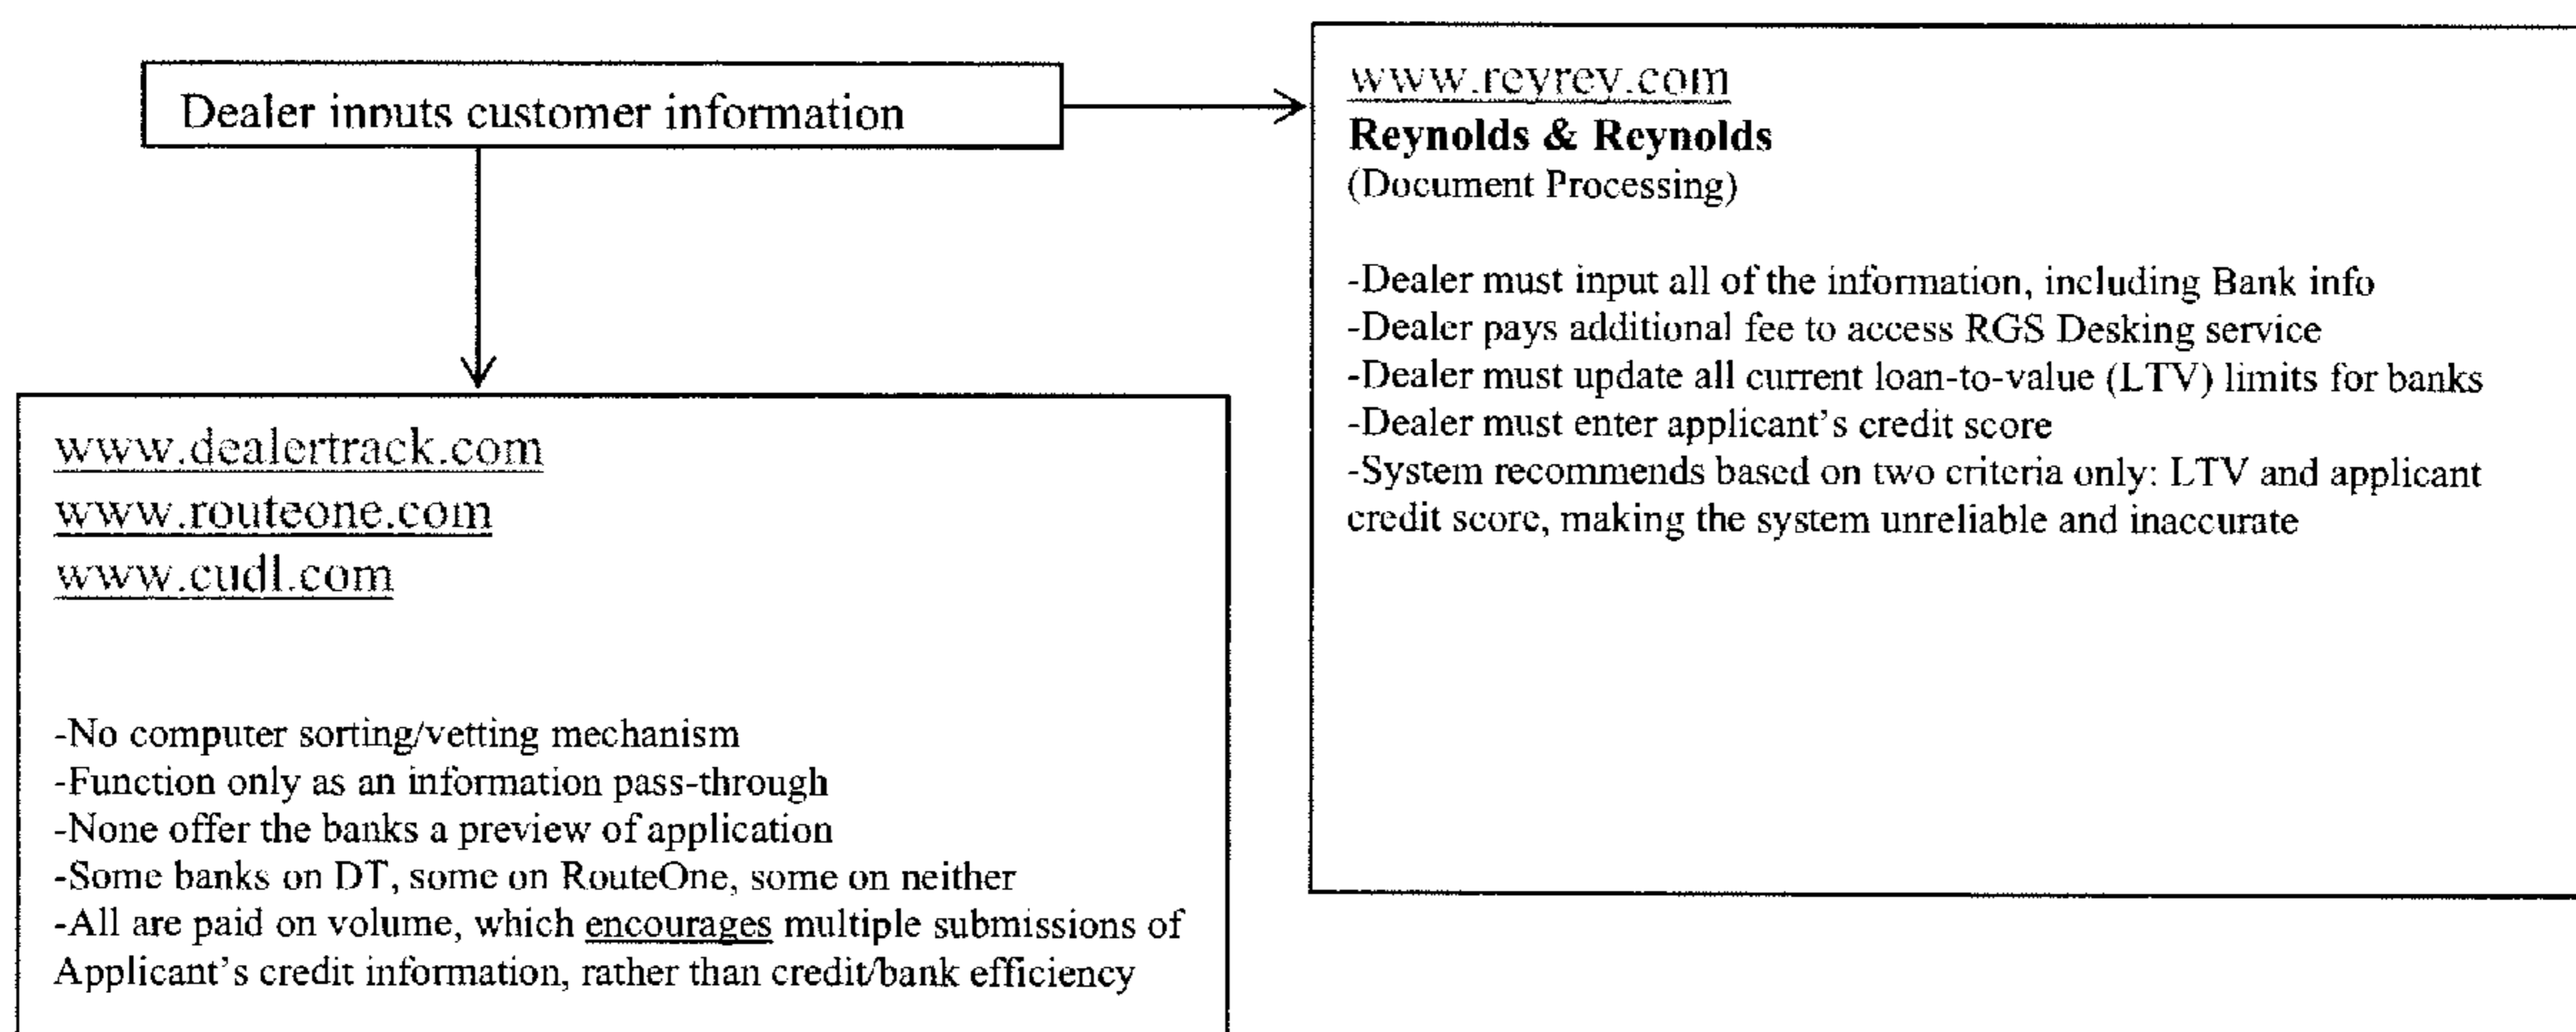 Dealer innuts customer information
www.reyrev.com
Reynolds & Reynolds
(Document Processing)
-Dealer must input all of the information, including Bank info
-Dealer pays additional fee to access RGS Desking service
-Dealer must update all current loan-to-value (LTV) limits for banks
-Dealer must enter applicant's credit score
-System recommends based on two criteria only: LTV and applicant
credit score, making the system unreliable and inaccurate
www.dealertrack.com
www.routeone.com
www.cudl.com
-No computer sorting/vetting mechanism
-Function only as an information pass-through
-None offer the banks a preview of application
-Some banks on DT, some on RouteOne, some on neither
-All are paid on volume, which encourages multiple submissions of
Applicant's credit information, rather than credit/bank efficiency